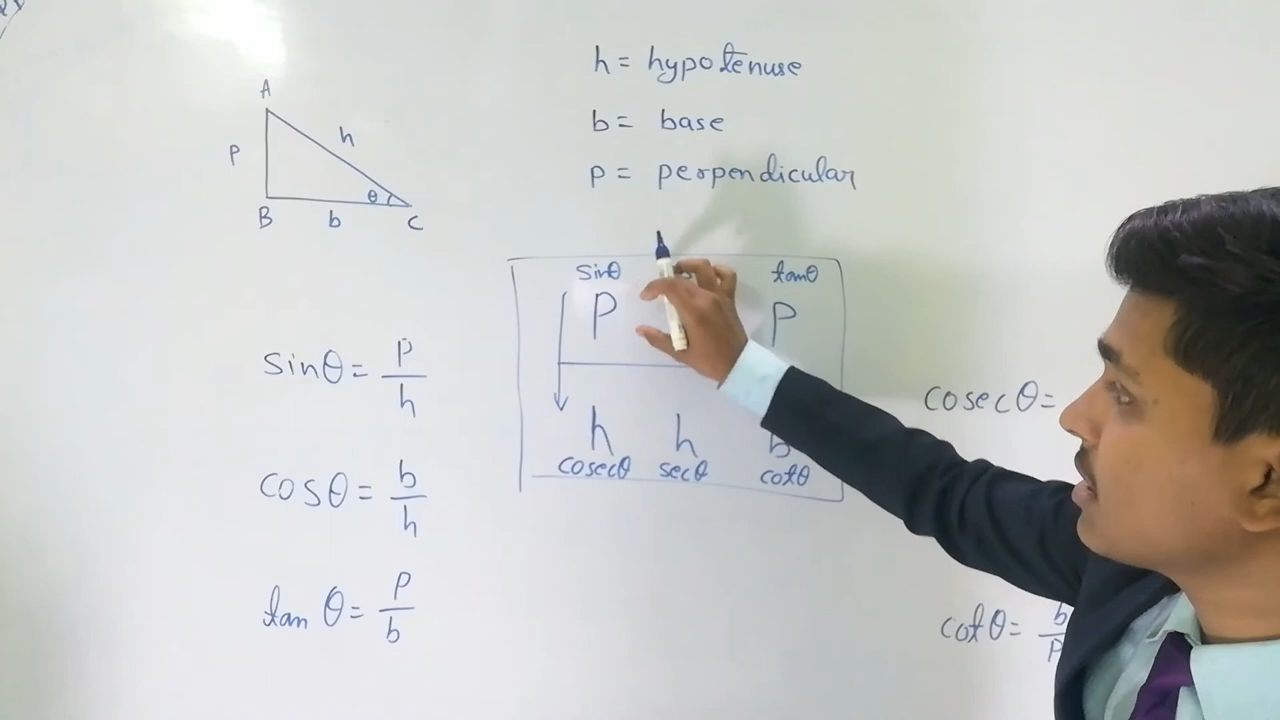 A
h
P
θ
B
b
C
h = hypotenuse
b = base
p = perpendicular
sinθ tanθ
P P
h h b
cosecθ secθ cotθ
sinθ = P/h
cosθ = b/h
tan θ = P/b
cosecθ =
cotθ = b/P